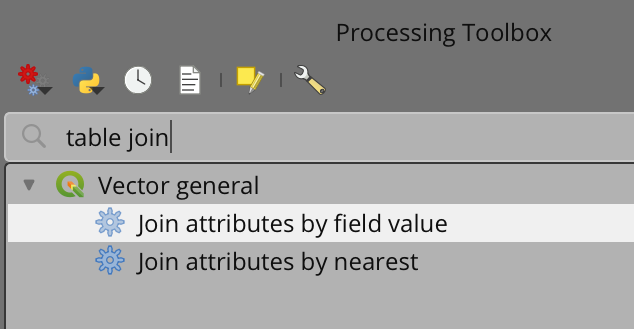 Processing Toolbox
table join
Vector general
Join attributes by field value
Join attributes by nearest